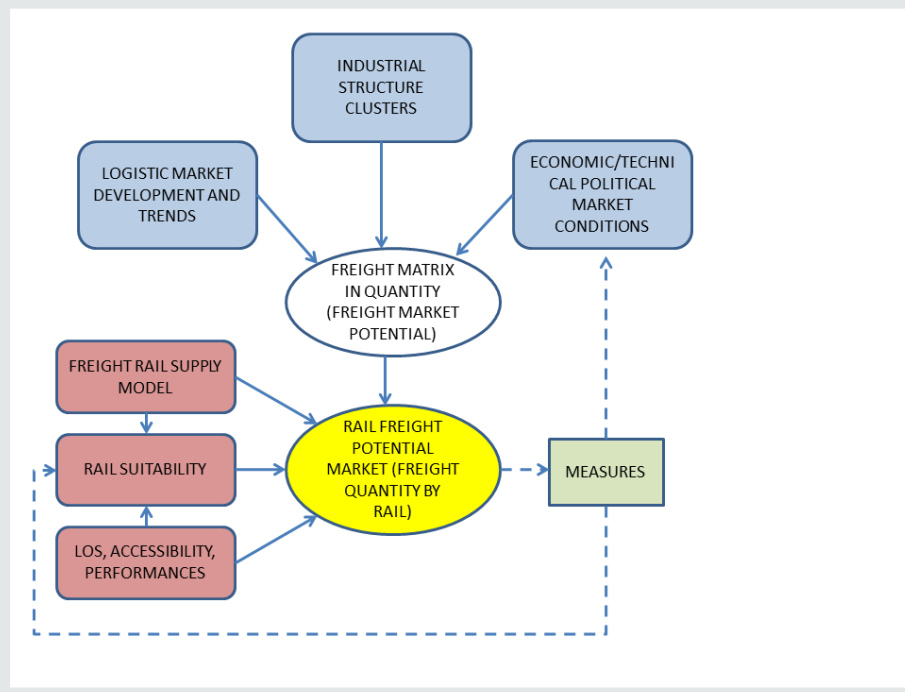 INDUSTRIAL
STRUCTURE
CLUSTERS
LOGISTIC MARKET
DEVELOPMENT AND
TRENDS
ECONOMIC/TECHNI
CAL POLITICAL
MARKET
CONDITIONS
FREIGHT MATRIX
IN QUANTITY
(FREIGHT MARKET
POTENTIAL)
FREIGHT RAIL SUPPLY
MODEL
RAIL SUITABILITY
LOS, ACCESSIBILITY,
PERFORMANCES
RAIL FREIGHT
POTENTIAL
MARKET (FREIGHT
QUANTITY BY
RAIL)
MEASURES